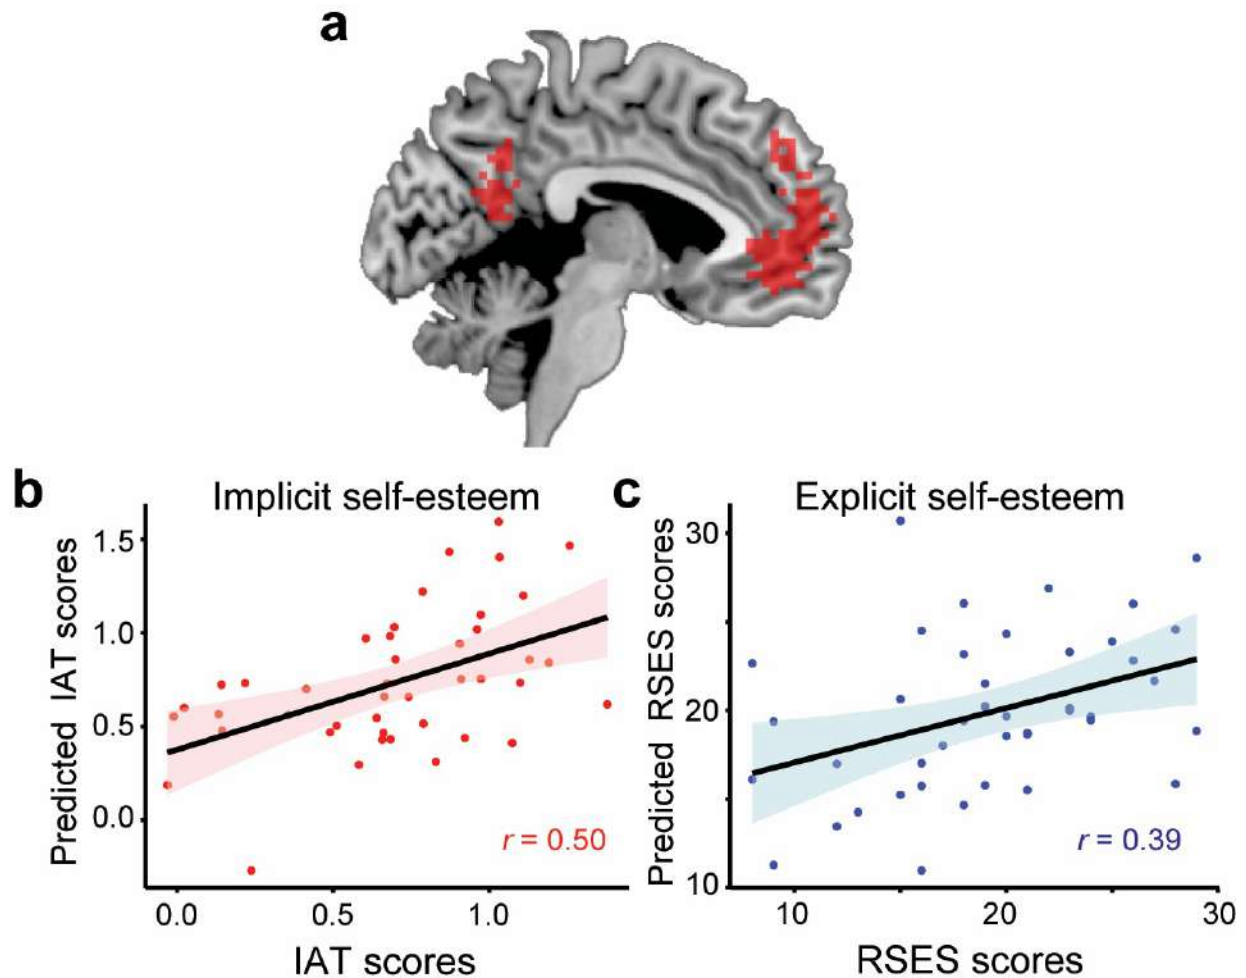 a
b
Implicit self-esteem
Predicted IAT scores
1.5
1.0
0.5
0.0
r = 0.50
0.0 0.5 1.0
IAT scores
c
Explicit self-esteem
Predicted RSES scores
30
20
10
r = 0.39
10 20 30
RSES scores